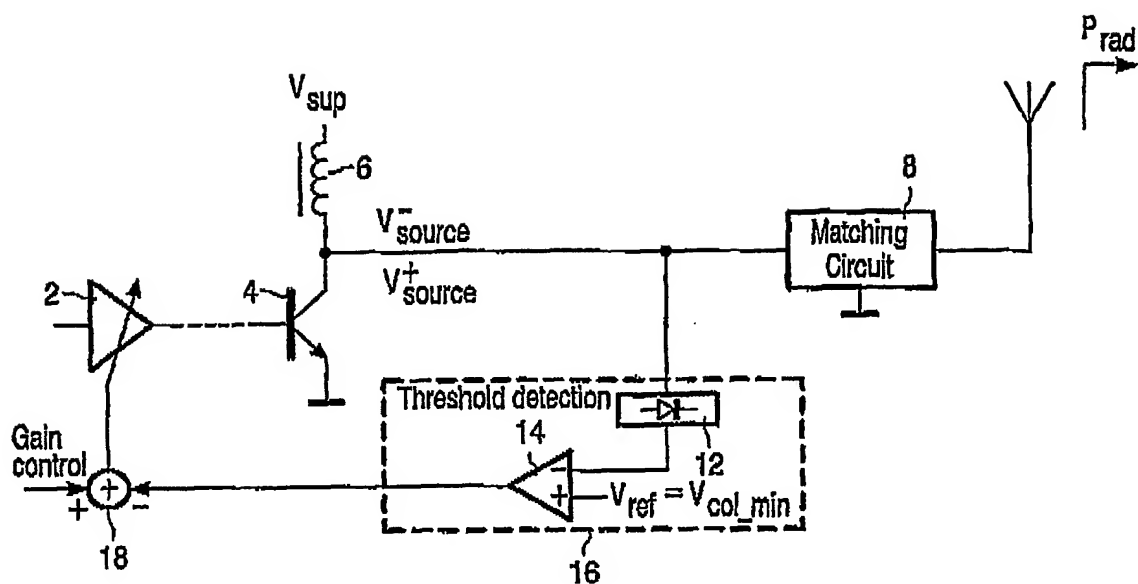 P rad
V sup
6
8
V⁻source
Matching
Circuit
V⁺source
2
4
Threshold detection
14
12
Gain
control
−
+
V ref = V col_min
+
+
−
18
16